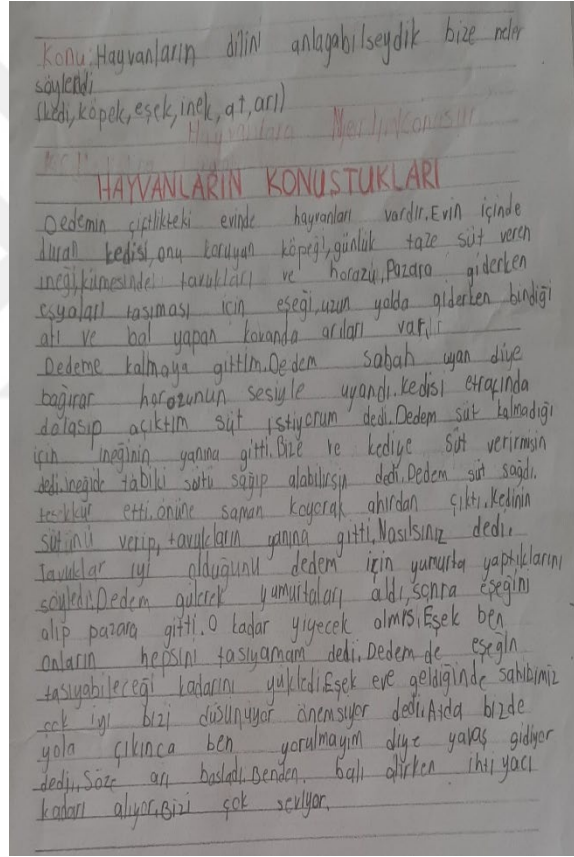 Konu: Hayvanların dilini anlayabilseydik bize neler
söylerdi
(kedi, köpek, eşek, inek, at, arı)
HAYVANLARIN KONUŞTUKLARI
Dedemin çiftlikteki evinde hayvanları vardır. Evin içinde
duran kedisi, onu koruyan köpeği, günlük taze süt veren
ineği, kümesindeki tavukları ve horozu, Pazara giderken
eşyaları taşıması için eşeği, uzun yolda giderken bindiği
atı ve bal yapan kovanda arıları vardır
Dedeme kalmaya gittim. Dedem sabah uyan diye
bağırar horozunun sesiyle uyandı. Kedisi etrafında
dolaşıp açıktım süt istiyorum dedi. Dedem süt kalmadığı
için ineğinin yanına gitti. Bize ve kediye süt verirmisin
dedi. İneğide tabiki sütü sağıp alabilirsin dedi. Dedem süt sağdı.
teşekkür etti. önüne saman koyarak ahırdan çıktı. Kedinin
sütünü verip, tavukların yanına gitti. Nasılsınız dedi.
Tavuklar iyi olduğunu dedem için yumurta yaptıklarını
söyledi. Dedem gülerek yumurtaları aldı, sonra eşeğini
alıp pazara gitti. O kadar yiyecek almış. Eşek ben
onların hepsini taşıyamam dedi. Dedem de eşeğin
taşıyabileceği kadarını yükledi. Eşek eve geldiğinde sahibimiz
çok iyi bizi düşünüyor önemsiyor dedi. Atda bizde
yola çıkınca ben yorulmayım diye yavaş gidiyor
dedi. Söze arı başladı. Benden balı alırken ihtiyacı
kadarı alıyor. Bizi çok seviyor.